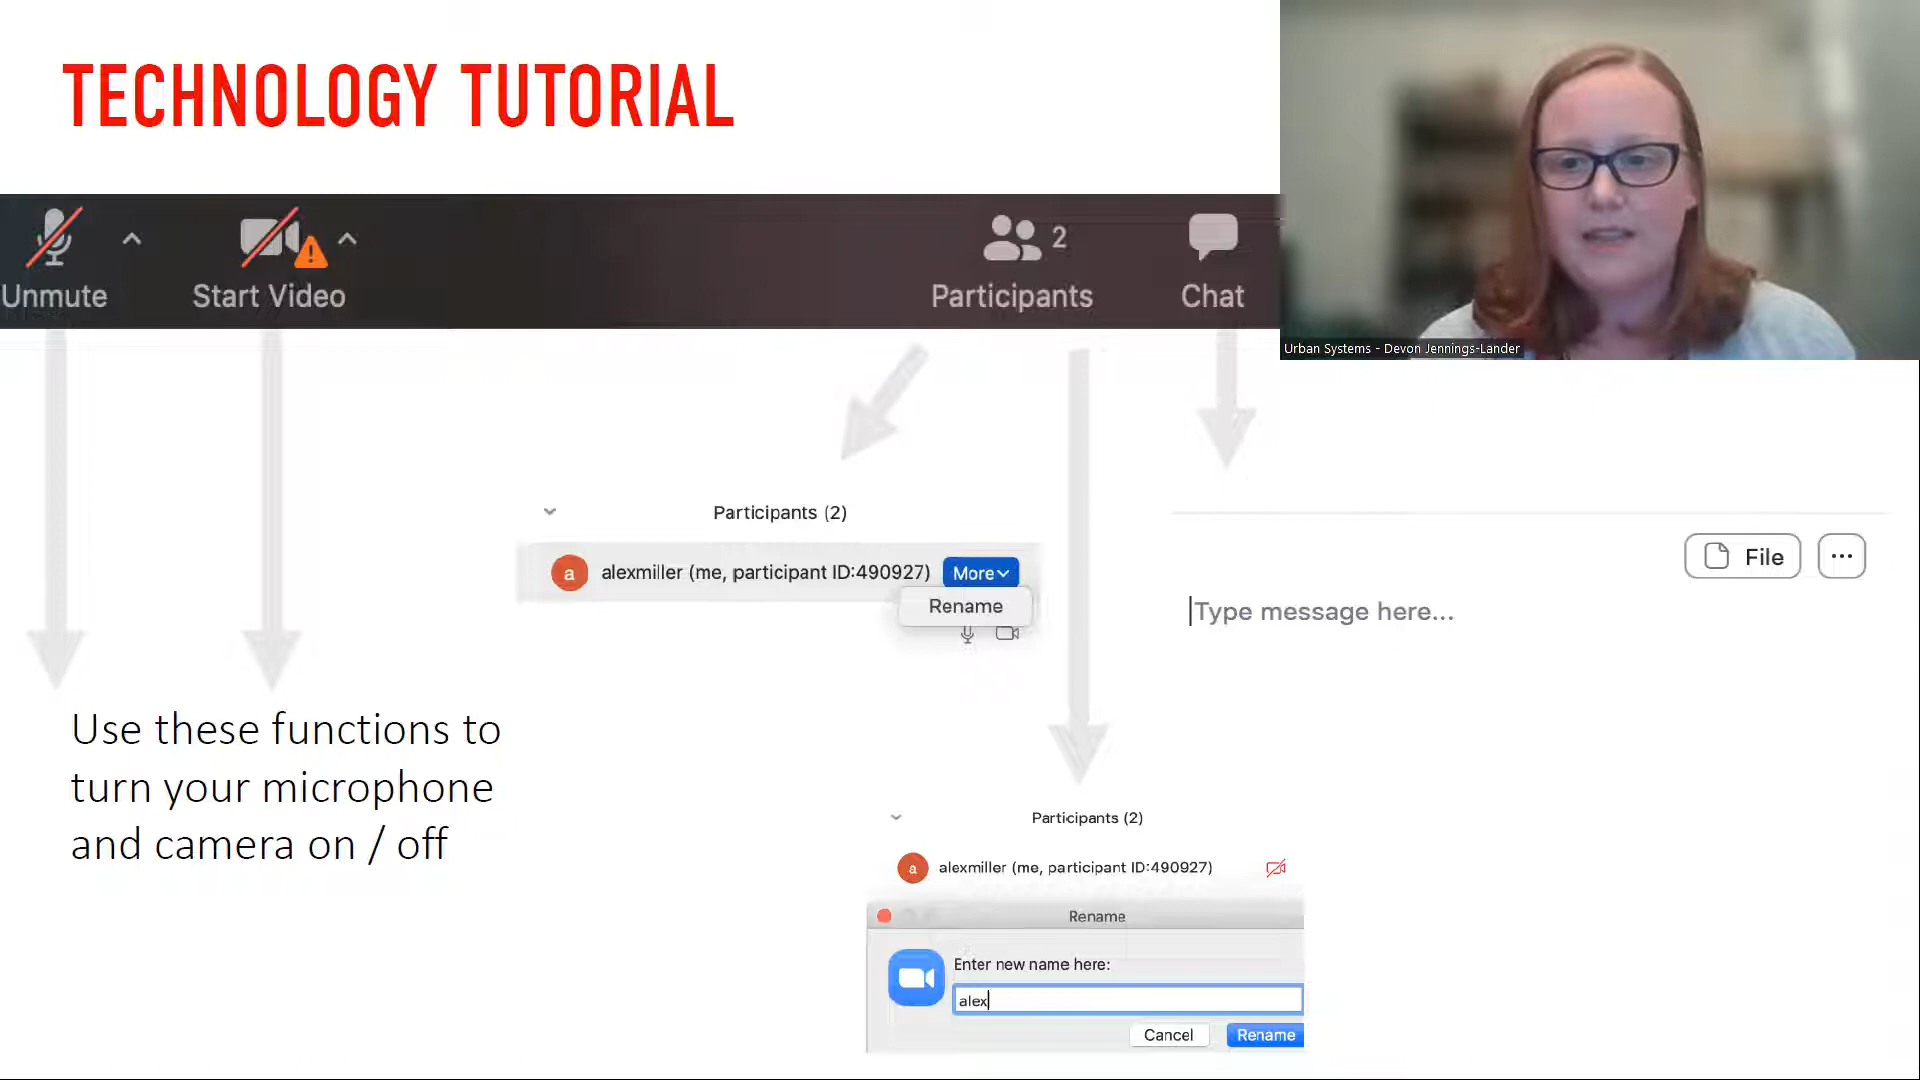 TECHNOLOGY TUTORIAL
Unmute
Start Video
2
Participants
Chat
Urban Systems - Devon Jennings-Lander
Participants (2)
a alexmiller (me, participant ID:490927) More
Rename
File ...
Type message here...
Use these functions to
turn your microphone
and camera on / off
Participants (2)
a alexmiller (me, participant ID:490927)
Rename
Enter new name here:
alex
Cancel Rename